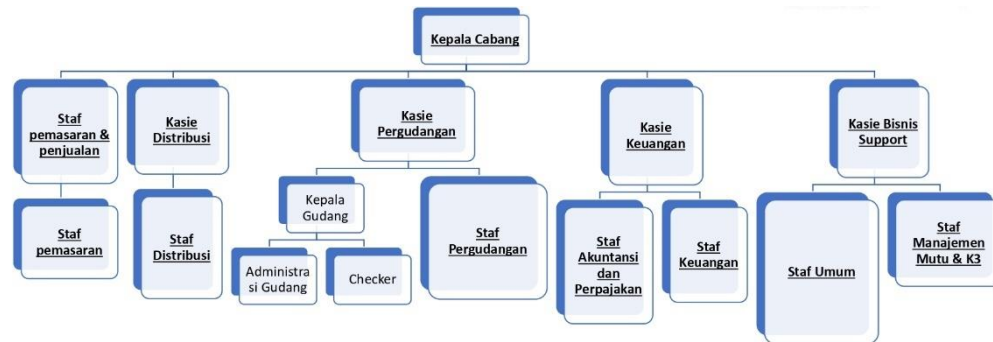 Kepala Cabang
Staf
pemasaran &
penjualan
Kasie
Distribusi
Kasie
Pergudangan
Kasie
Keuangan
Kasie Bisnis
Support
Staf
pemasaran
Staf
Distribusi
Kepala
Gudang
Administra
si Gudang
Checker
Staf
Pergudangan
Staf
Akuntansi
dan
Perpajakan
Staf
Keuangan
Staf Umum
Staf
Manajemen
Mutu & K3